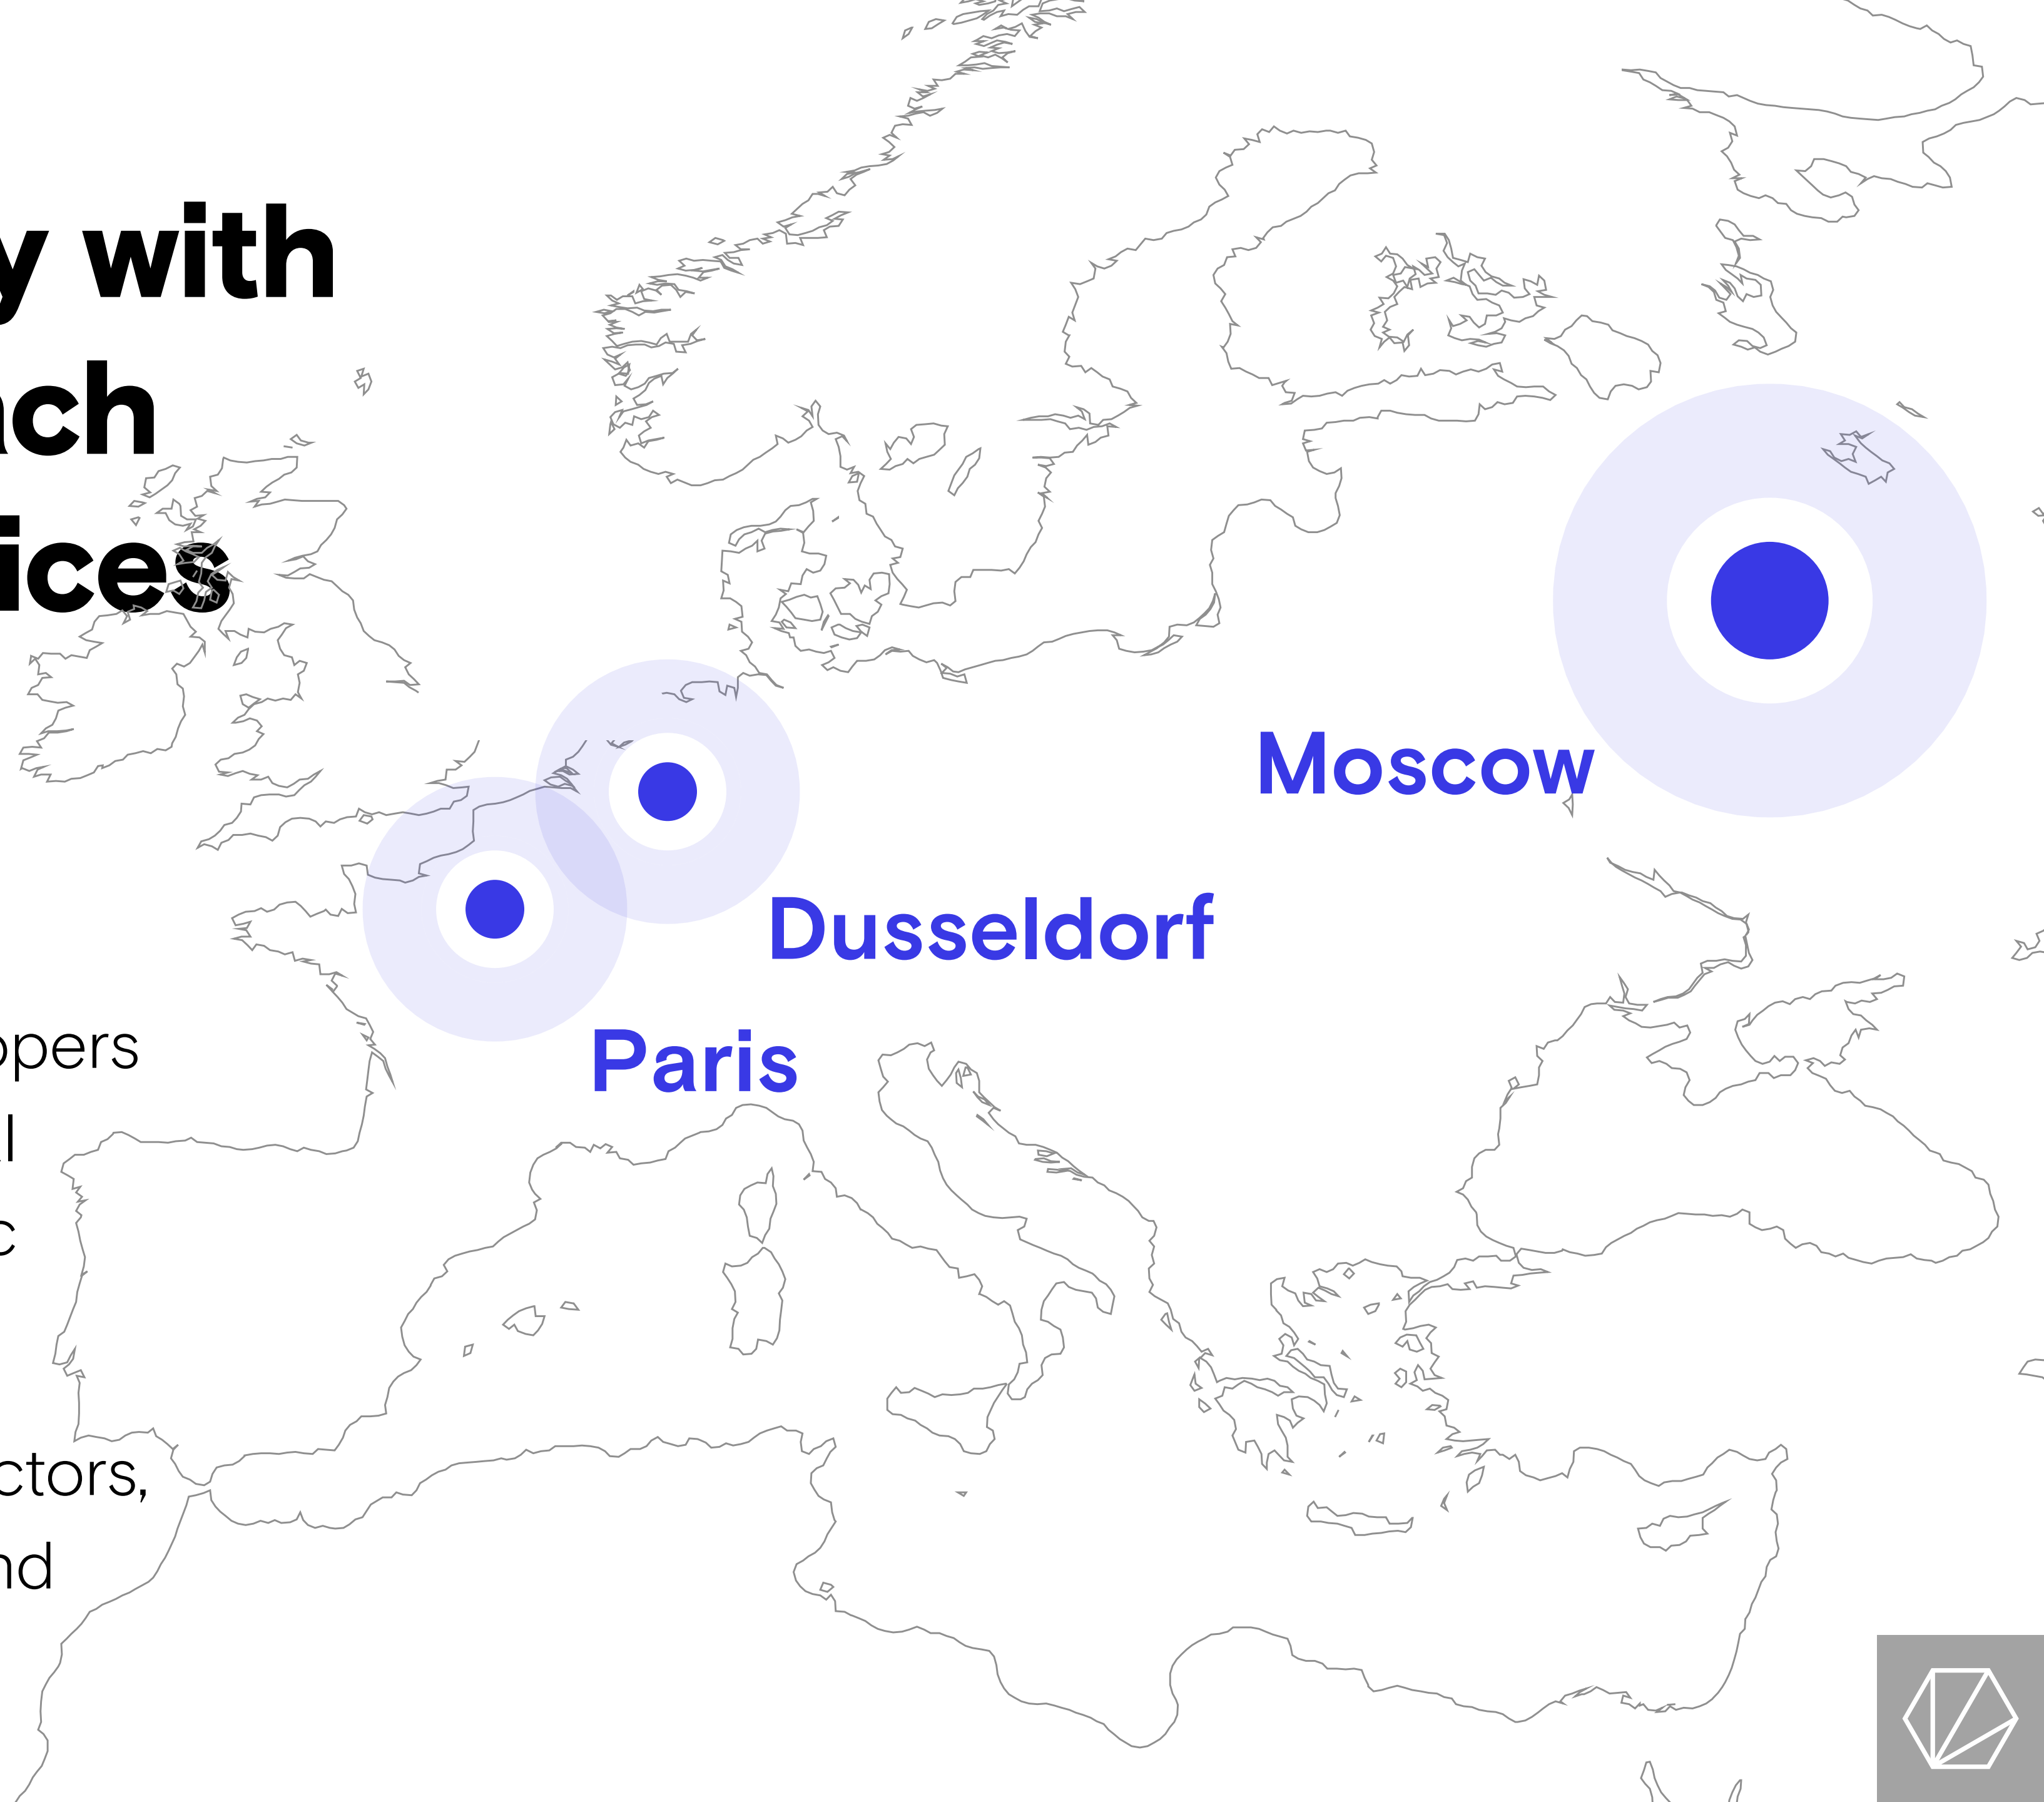 y with
ch
ices
Moscow
Dusseldorf
Paris
pers
l
c
ctors,
nd